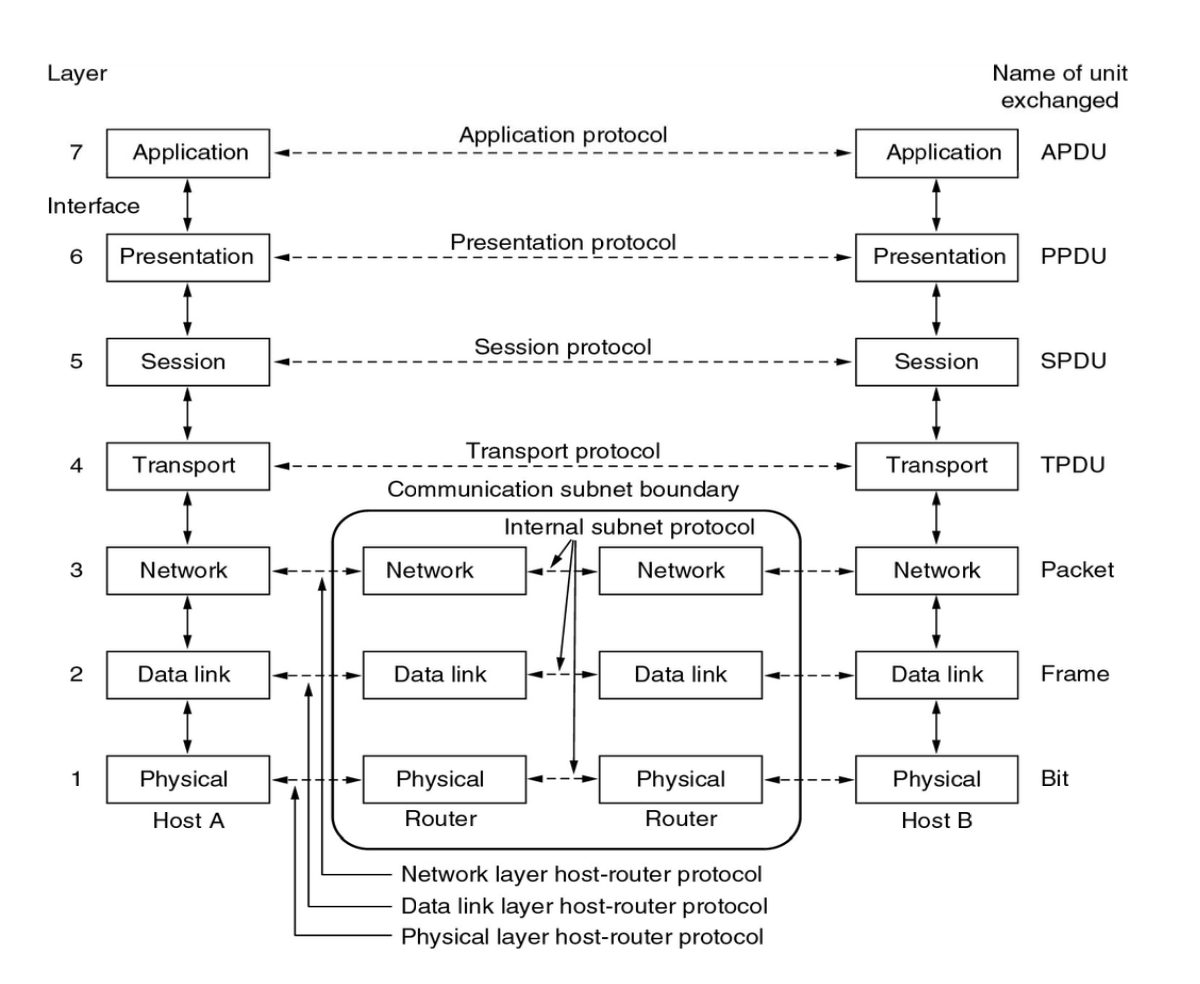 Layer
Name of unit
exchanged
7 Application Application protocol Application APDU
Interface
6 Presentation Presentation protocol Presentation PPDU
5 Session Session protocol Session SPDU
4 Transport Transport protocol Transport TPDU
Communication subnet boundary
Internal subnet protocol
3 Network Network Network Network Packet
2 Data link Data link Data link Data link Frame
1 Physical Physical Physical Physical Bit
Host A Router Router Host B
Network layer host-router protocol
Data link layer host-router protocol
Physical layer host-router protocol